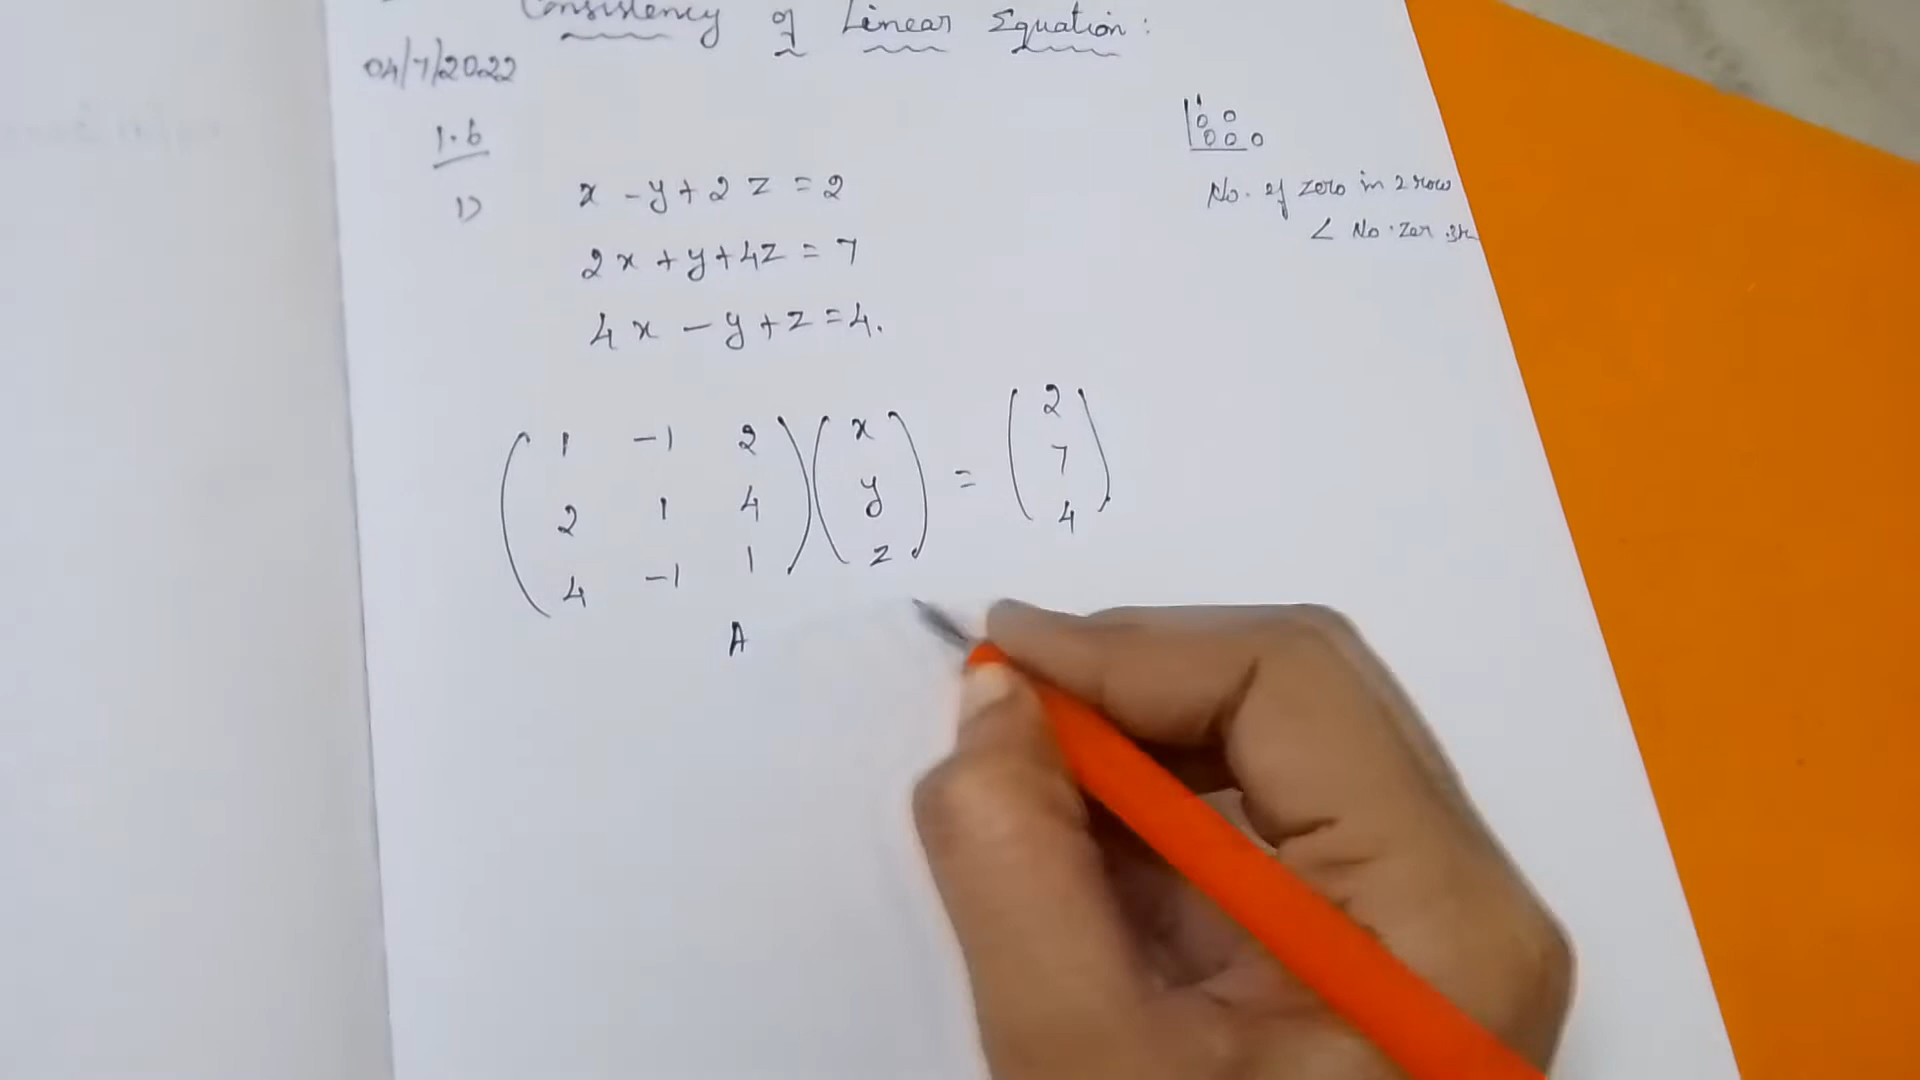 Consistency of Linear Equation:
04/7/2022
1.6
1)
x - y + 2z = 2
2x + y + 4z = 7
4x - y + z = 4.
No. of zero in 2 row
< No. Zer
1 -1 2 x = 2
2 1 4 y 7
4 -1 1 z 4
A